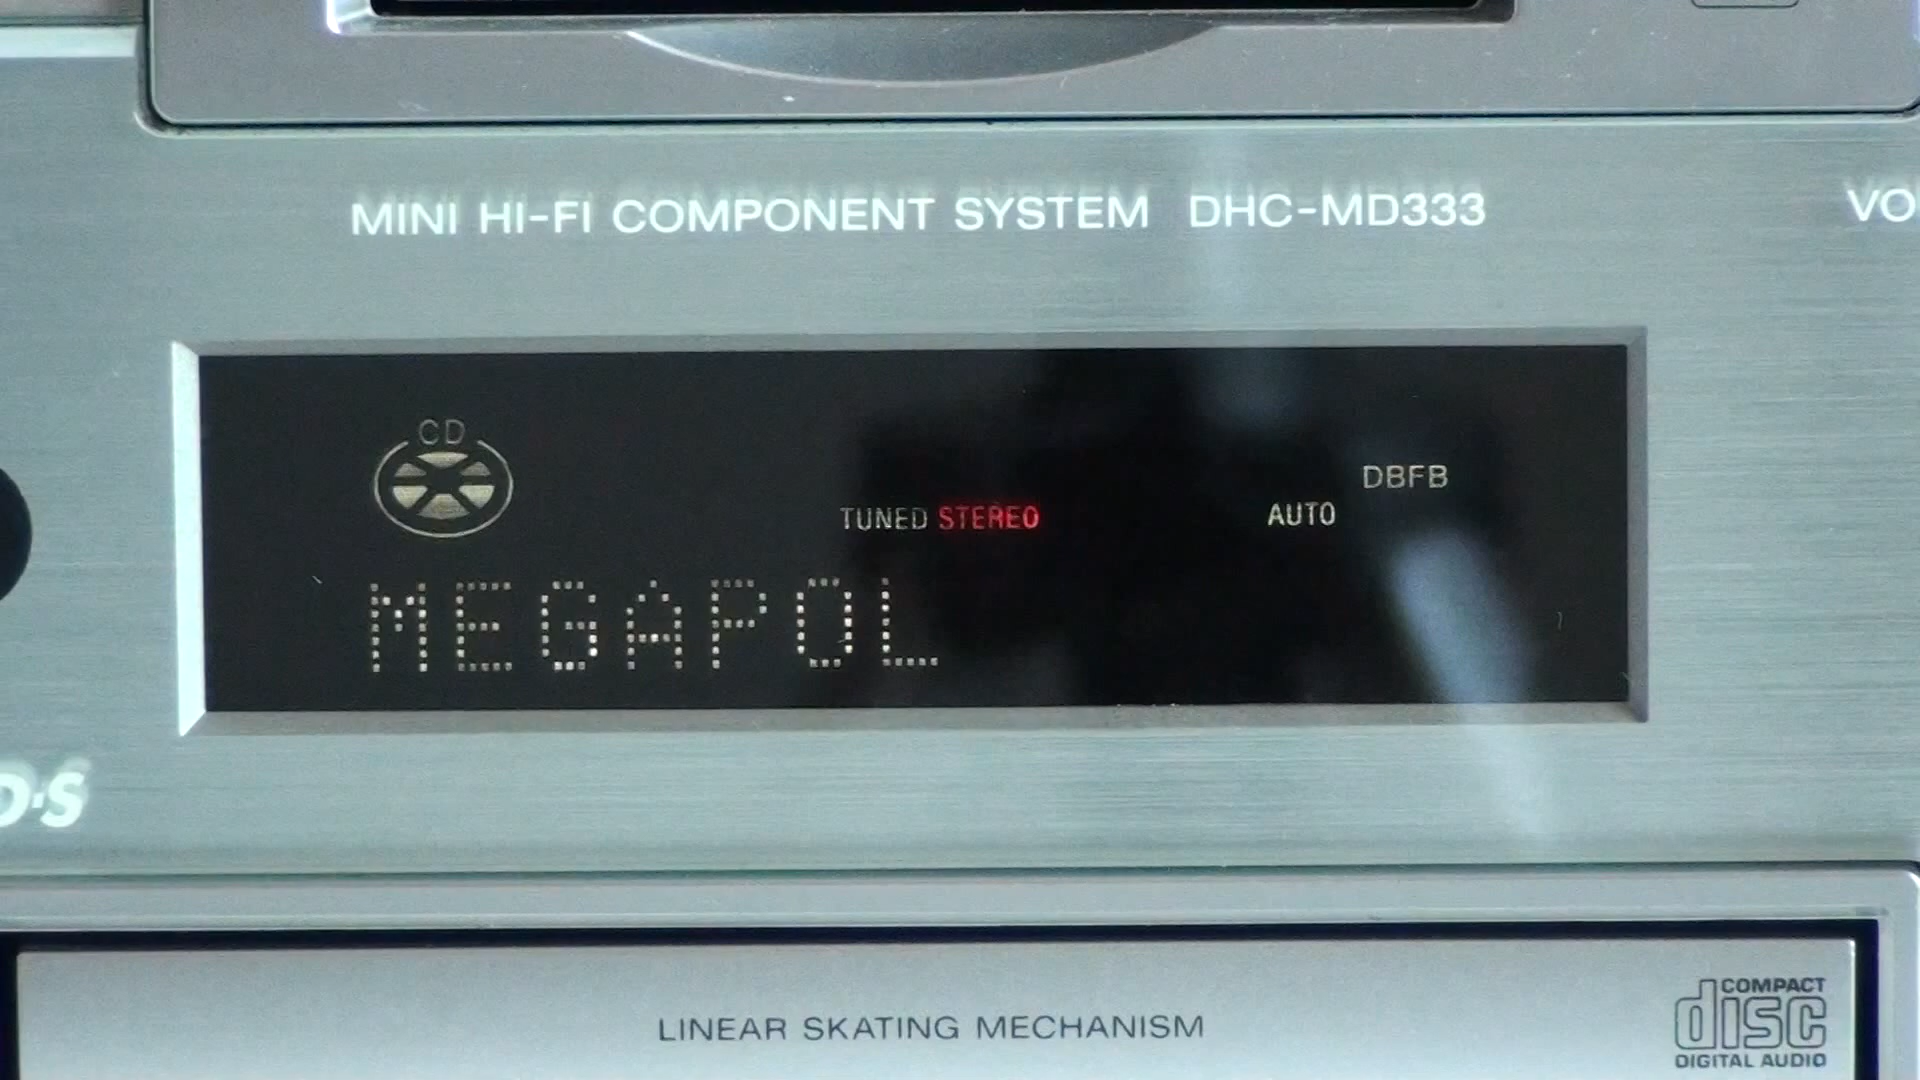 MINI HI-FI COMPONENT SYSTEM DHC-MD333
CD
DBFB
TUNED STEREO
AUTO
MEGAPOL
LINEAR SKATING MECHANISM
COMPACT
disc
DIGITAL AUDIO